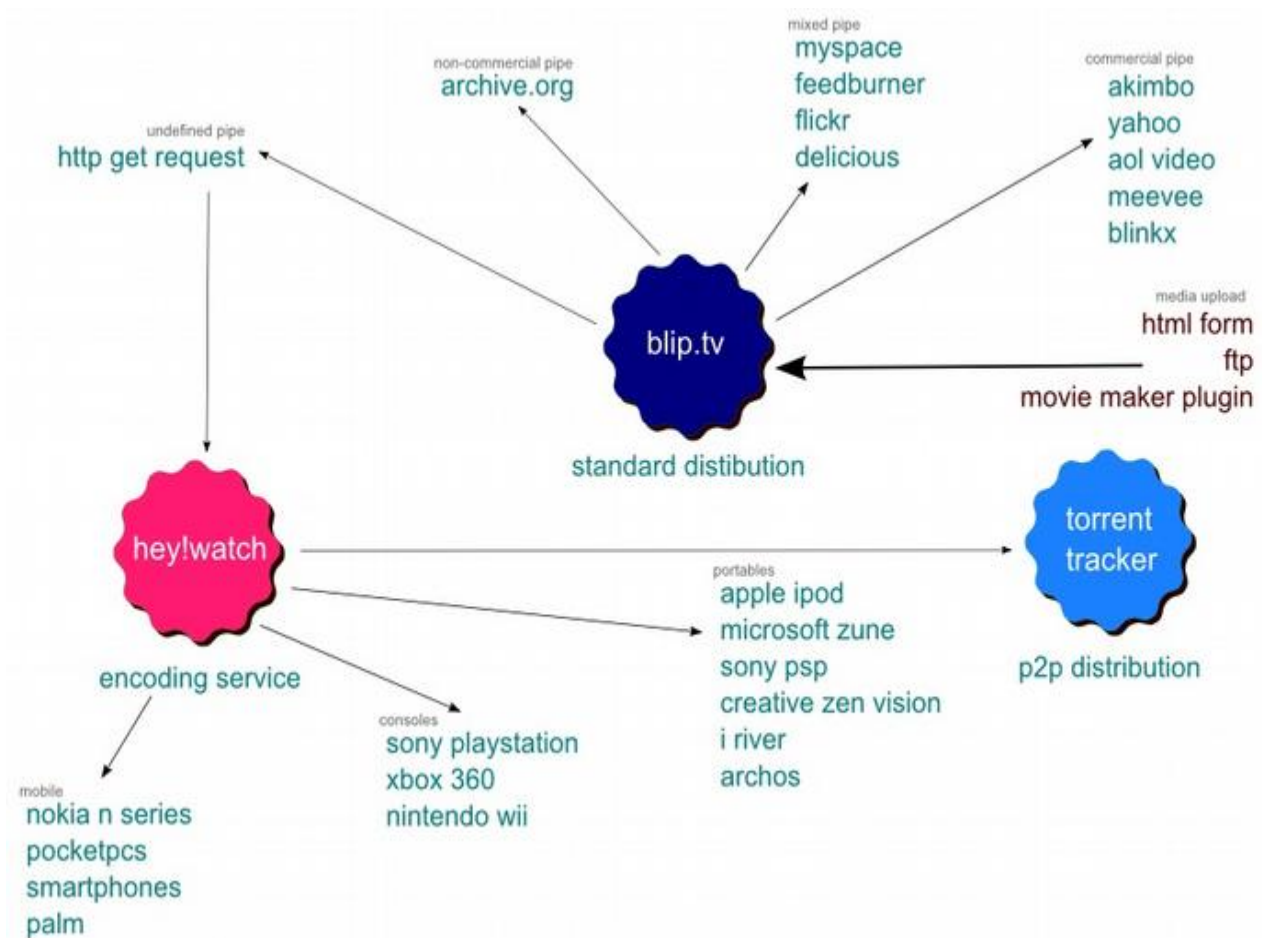 mixed pipe
myspace
feedburner
flickr
delicious
non-commercial pipe
archive.org
commercial pipe
akimbo
yahoo
aol video
meevee
blinkx
undefined pipe
http get request
media upload
html form
ftp
movie maker plugin
blip.tv
standard distibution
hey!watch
encoding service
torrent
tracker
p2p distribution
portables
apple ipod
microsoft zune
sony psp
creative zen vision
i river
archos
consoles
sony playstation
xbox 360
nintendo wii
mobile
nokia n series
pocketpcs
smartphones
palm